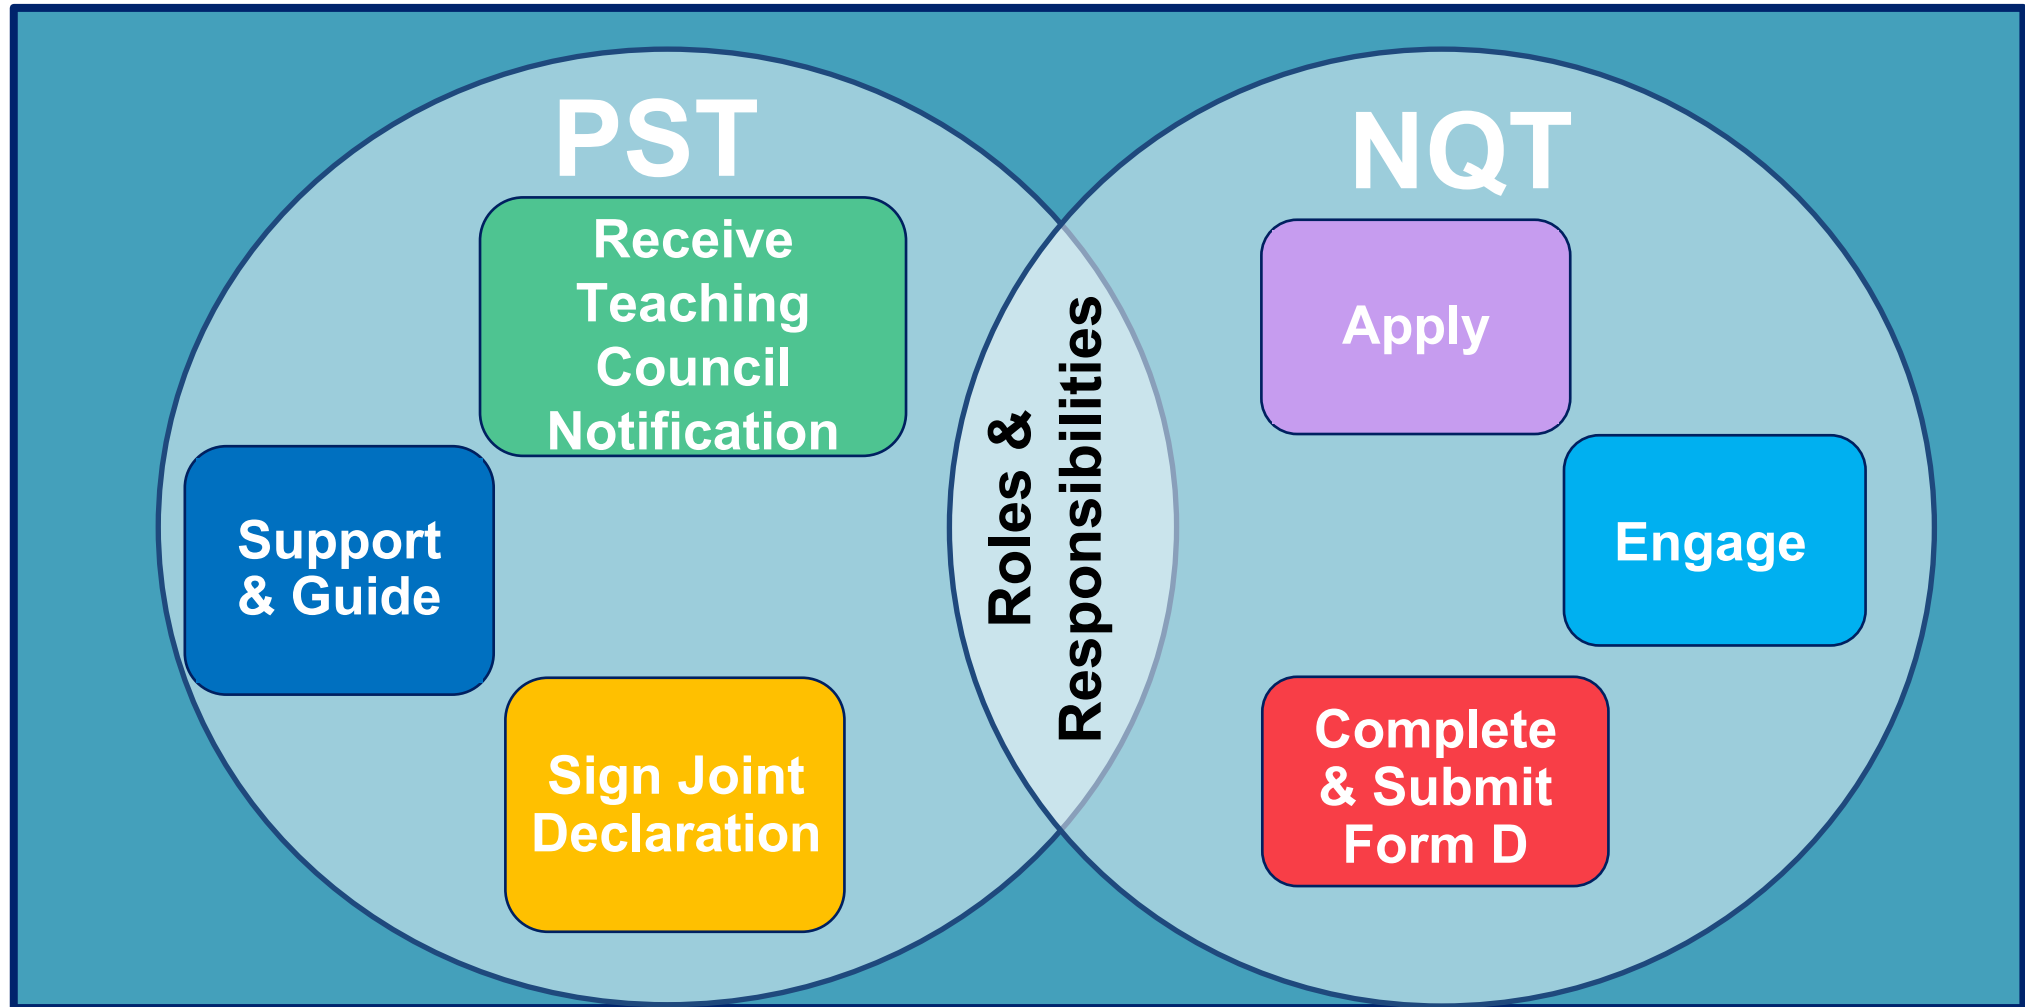 PST
Receive
Teaching
Council
Notification
Support
& Guide
Sign Joint
Declaration
Roles &
Responsibilities
NQT
Apply
Engage
Complete
& Submit
Form D